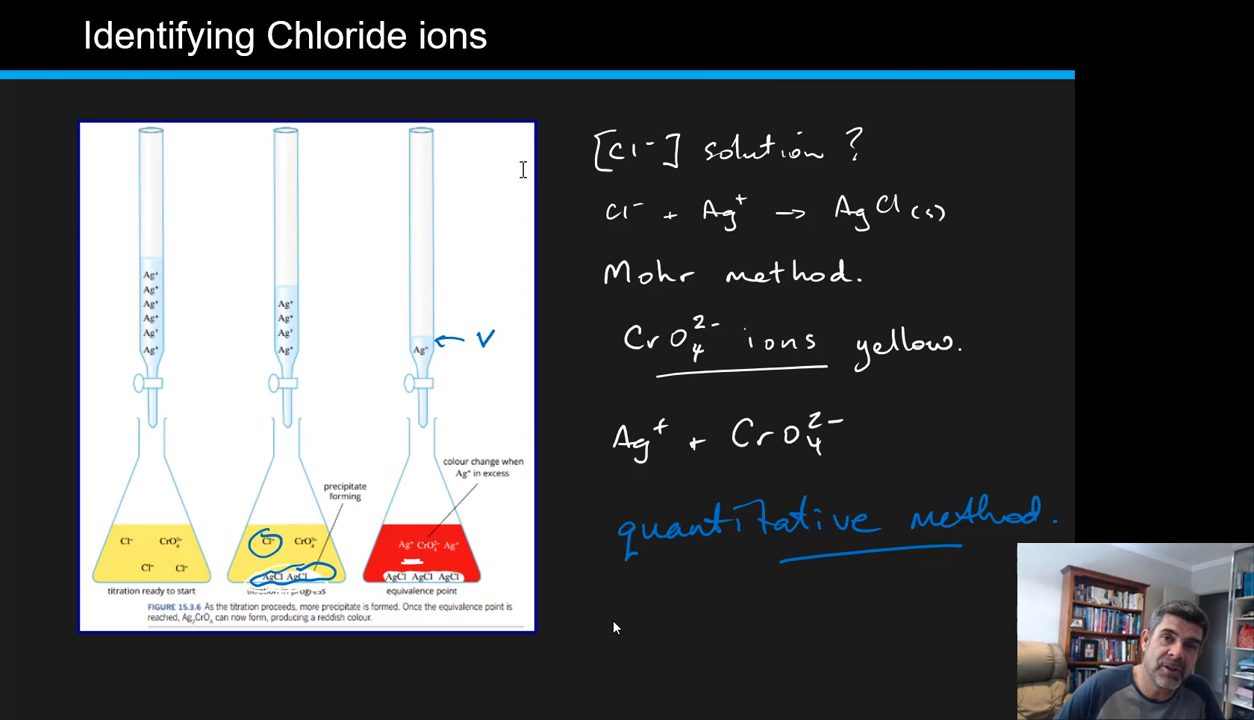 Identifying Chloride ions
[Cl⁻] solution ?
Cl⁻ + Ag⁺ → AgCl (s)
Mohr method.
CrO₄²⁻ ions yellow.
Ag⁺ + CrO₄²⁻
quantitative method.
Ag⁺
Ag⁺
Ag⁺
Ag⁺
Ag⁺
Ag⁺
Cl⁻ CrO₄²⁻
Cl⁻ Cl⁻
titration ready to start
Ag⁺
Ag⁺
Ag⁺
Ag⁺
precipitate
forming
Cl⁻ CrO₄²⁻
AgCl AgCl
titration in progress
Ag⁺ ← V
colour change when
Ag⁺ in excess
Ag⁺ CrO₄²⁻ Ag⁺
AgCl AgCl AgCl
equivalence point
FIGURE 15.3.6 As the titration proceeds, more precipitate is formed. Once the equivalence point is
reached, Ag₂CrO₄ can now form, producing a reddish colour.